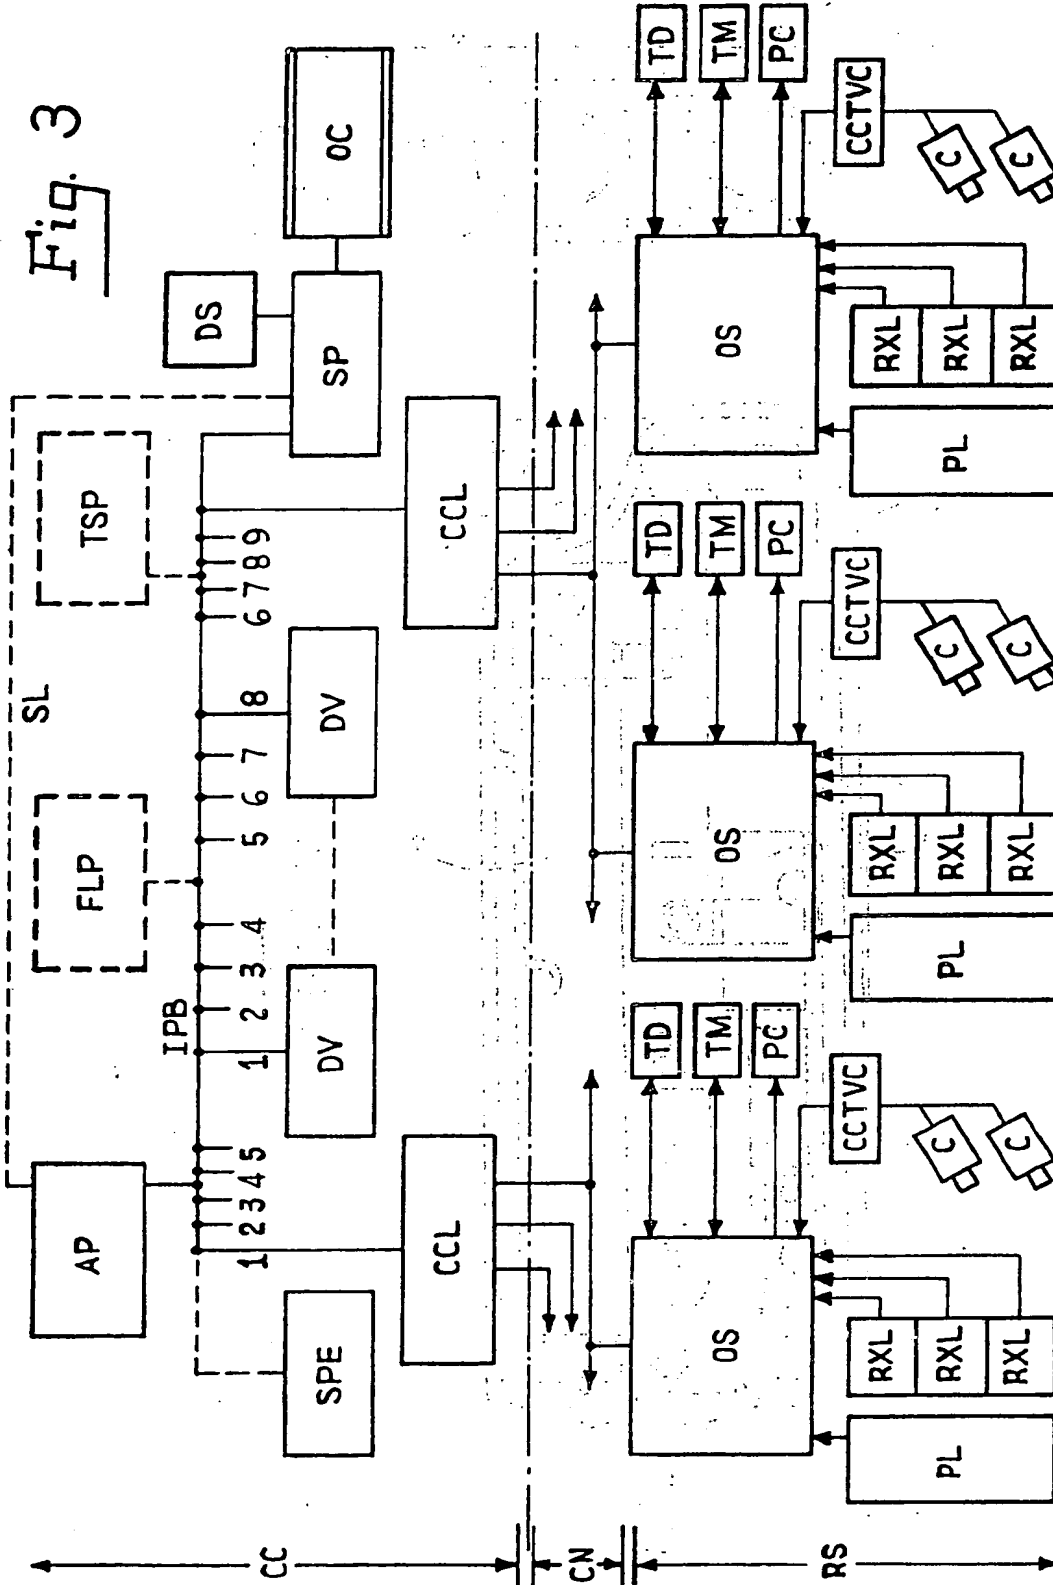 Fig. 3
SL
AP
FLP
TSP
DS
IPB
1 2 3 4 5
1 2 3 4 5 6 7 8
6 7 8 9
SPE
DV
DV
SP
OC
CCL
CCL
CC
CN
RS
OS
TD
TM
PC
CCTVC
C
C
PL
RXL
RXL
RXL
OS
TD
TM
PC
CCTVC
C
C
PL
RXL
RXL
RXL
OS
TD
TM
PC
CCTVC
C
C
PL
RXL
RXL
RXL